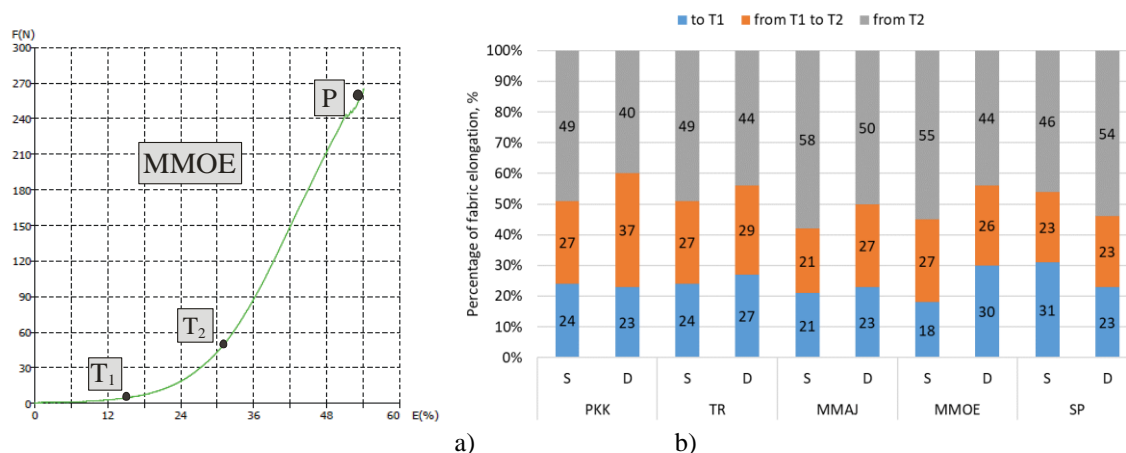 F(N)
300
270
240
210
180
150
120
90
60
30
0
0 12 24 36 48 E(%) 60
MMOE
P
T2
T1
a)
to T1 from T1 to T2 from T2
Percentage of fabric elongation, %
100%
90%
80%
70%
60%
50%
40%
30%
20%
10%
0%
49 40 49 44 58 50 55 44 46 54
27 37 27 29 21 27 27 26 23 23
24 23 24 27 21 23 18 30 31 23
S D S D S D S D S D
PKK TR MMAJ MMOE SP
b)